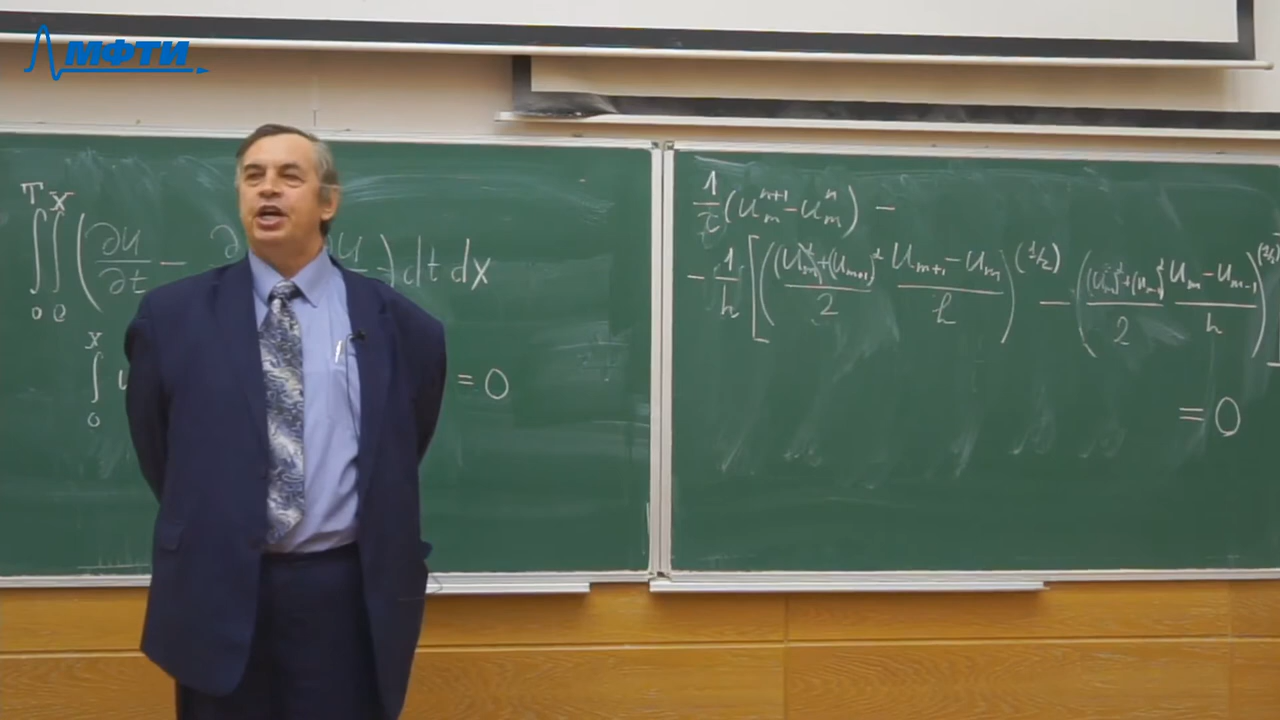 МФТИ
T X
∫∫ (∂u/∂t − ∂ ∂u ) dt dx
0 0
X
∫ u = 0
0
1/τ (u_m^{n+1} − u_m^n) −
− 1/h [((u_m)^2+(u_{m+1})^2)/2 (u_{m+1} − u_m)/h)^{(1/2)} − ((u_m)^2+(u_{m-1})^2)/2 (u_m − u_{m-1})/h)^{(1/2)}]
= 0